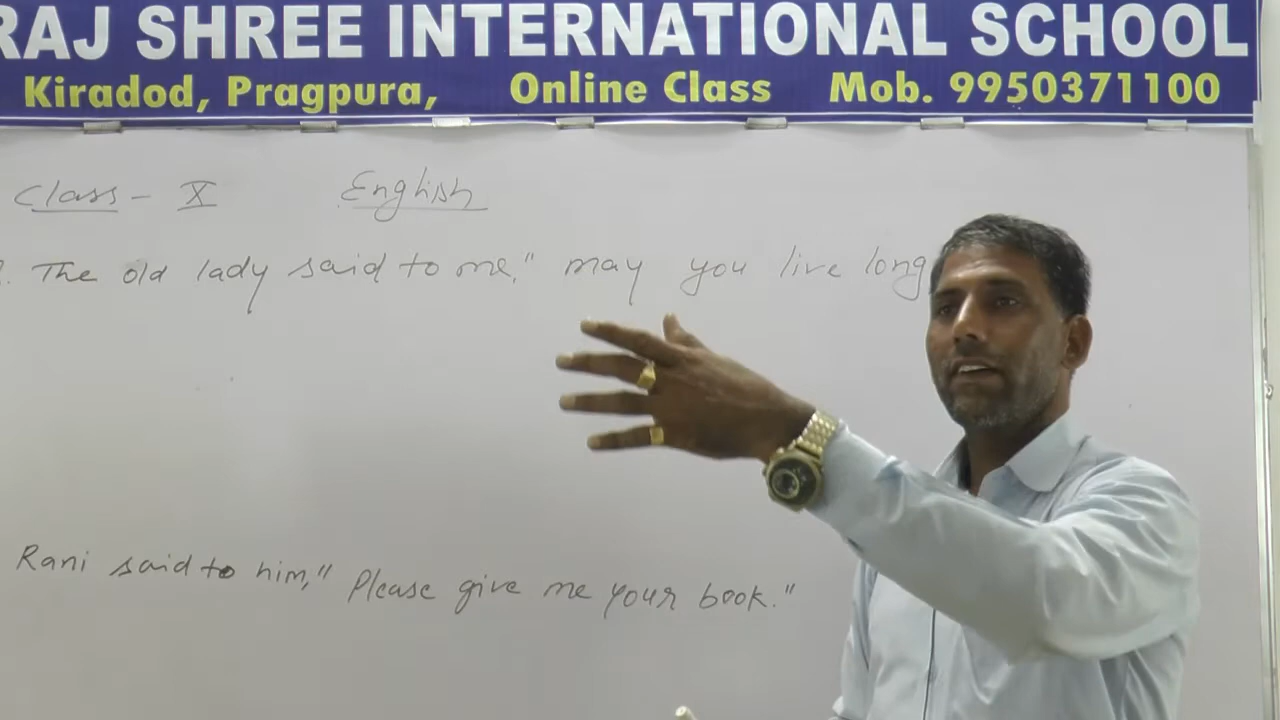 RAJ SHREE INTERNATIONAL SCHOOL
Kiradod, Pragpura, Online Class Mob. 9950371100
Class - X English
The old lady said to me," may you live long
Rani said to him," Please give me your book."